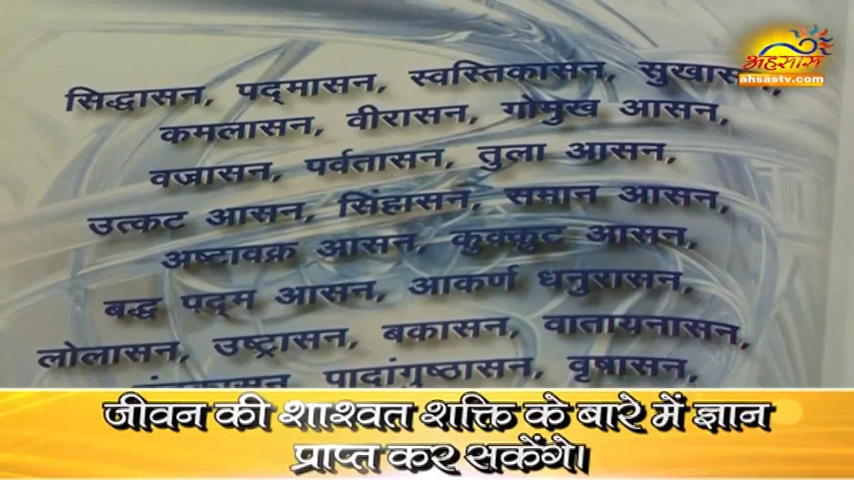 अहसास
ahsastv.com
सिद्धासन, पद्मासन, स्वस्तिकासन,
कमलासन, वीरासन, गोमुख आसन,
वज्रासन, पर्वतासन, तुला आसन,
उत्कट आसन, सिंहासन, समान आसन,
अष्टावक्र आसन, कुक्कुट आसन,
बद्ध पद्म आसन, आकर्ण धनुरासन,
लोलासन, उष्ट्रासन, बकासन, वातायनासन,
पादांगुष्ठासन, वृषासन,
जीवन की शाश्वत शक्ति के बारे में ज्ञान
प्राप्त कर सकेंगे।